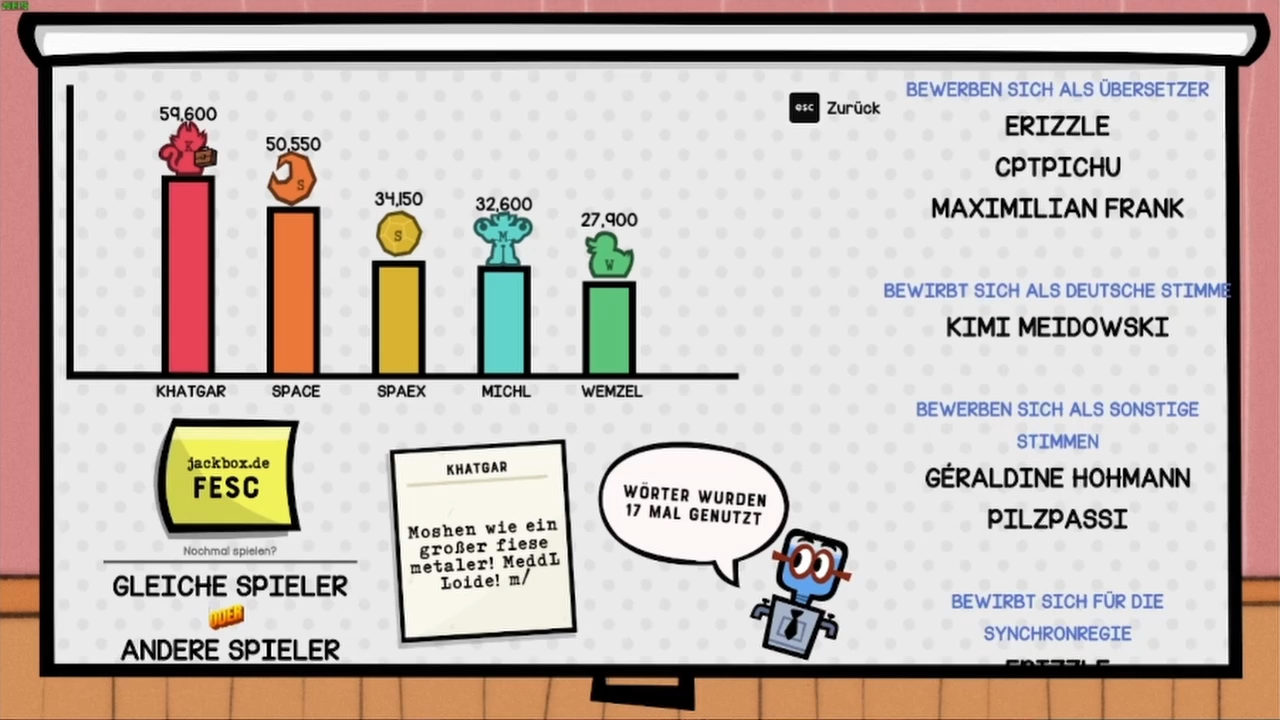 59,600
50,550
34,150
32,600
27,900
K
S
S
M
W
KHATGAR
SPACE
SPAEX
MICHL
WEMZEL
esc Zurück
jackbox.de
FESC
Nochmal spielen?
GLEICHE SPIELER
ODER
ANDERE SPIELER
KHATGAR
Moshen wie ein
großer fiese
metaler! MeddL
Loide! m/
WÖRTER WURDEN
17 MAL GENUTZT
BEWERBEN SICH ALS ÜBERSETZER
ERIZZLE
CPTPICHU
MAXIMILIAN FRANK
BEWIRBT SICH ALS DEUTSCHE STIMME
KIMI MEIDOWSKI
BEWERBEN SICH ALS SONSTIGE
STIMMEN
GÉRALDINE HOHMANN
PILZPASSI
BEWIRBT SICH FÜR DIE
SYNCHRONREGIE
ERIZZLE